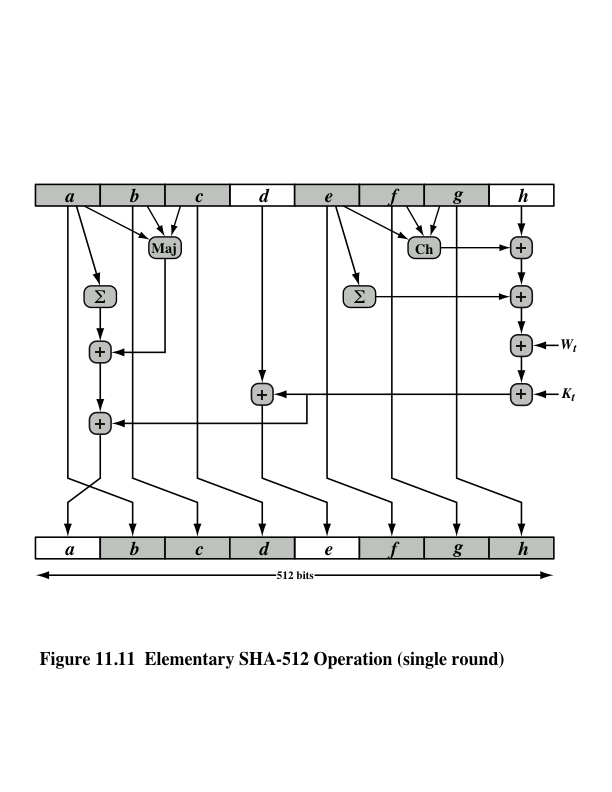 a b c d e f g h
Maj Ch +
Σ Σ +
+ + W_t
+ + K_t
+
a b c d e f g h
512 bits
Figure 11.11 Elementary SHA-512 Operation (single round)